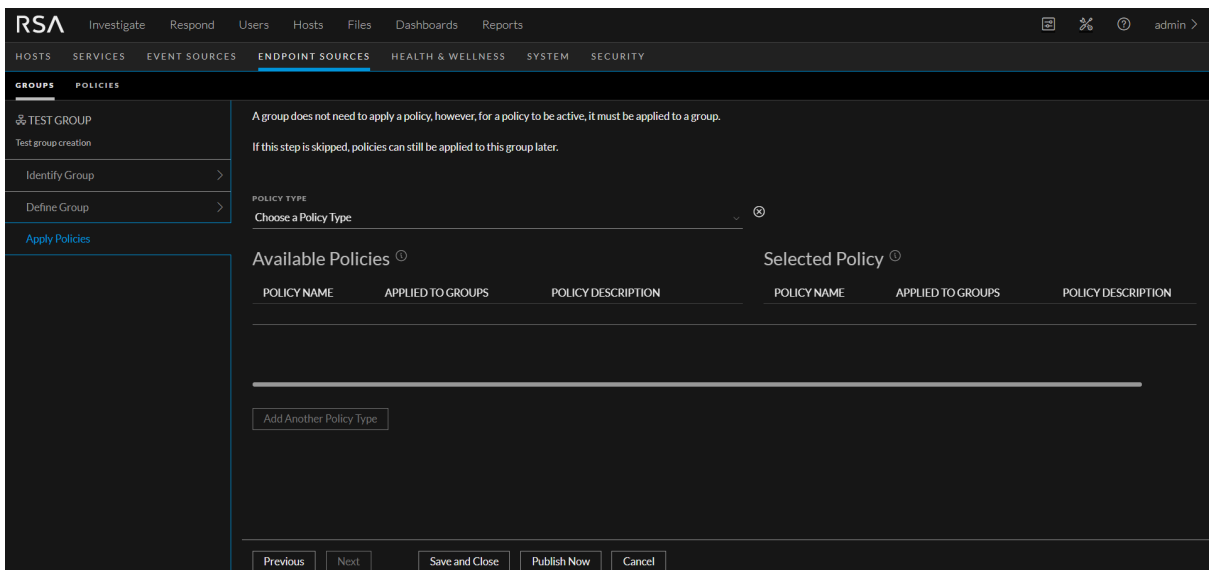 RSA Investigate Respond Users Hosts Files Dashboards Reports admin >
HOSTS SERVICES EVENT SOURCES ENDPOINT SOURCES HEALTH & WELLNESS SYSTEM SECURITY
GROUPS POLICIES
TEST GROUP
Test group creation
Identify Group
Define Group
Apply Policies
A group does not need to apply a policy, however, for a policy to be active, it must be applied to a group.
If this step is skipped, policies can still be applied to this group later.
POLICY TYPE
Choose a Policy Type
Available Policies
POLICY NAME APPLIED TO GROUPS POLICY DESCRIPTION
Selected Policy
POLICY NAME APPLIED TO GROUPS POLICY DESCRIPTION
Add Another Policy Type
Previous Next Save and Close Publish Now Cancel